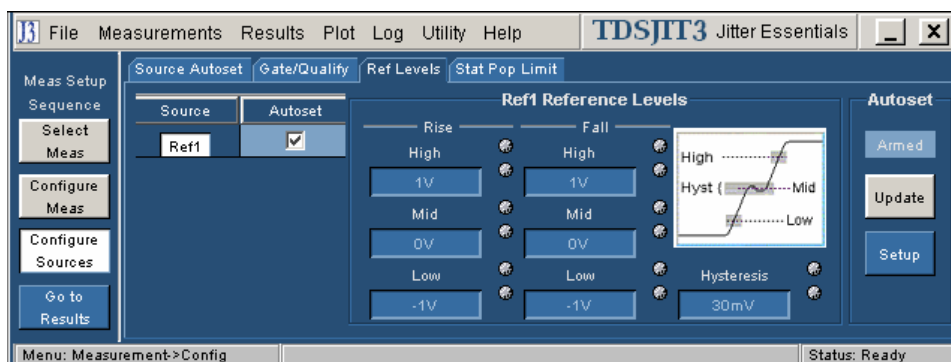 J3 File Measurements Results Plot Log Utility Help TDSJIT3 Jitter Essentials
Meas Setup
Sequence
Select
Meas
Configure
Meas
Configure
Sources
Go to
Results
Source Autoset Gate/Qualify Ref Levels Stat Pop Limit
Source Autoset
Ref1
Ref1 Reference Levels
Rise Fall
High High
1V 1V
Mid Mid
0V 0V
Low Low
-1V -1V
High
Hyst ( Mid
Low
Hysteresis
30mV
Autoset
Armed
Update
Setup
Menu: Measurement->Config Status: Ready